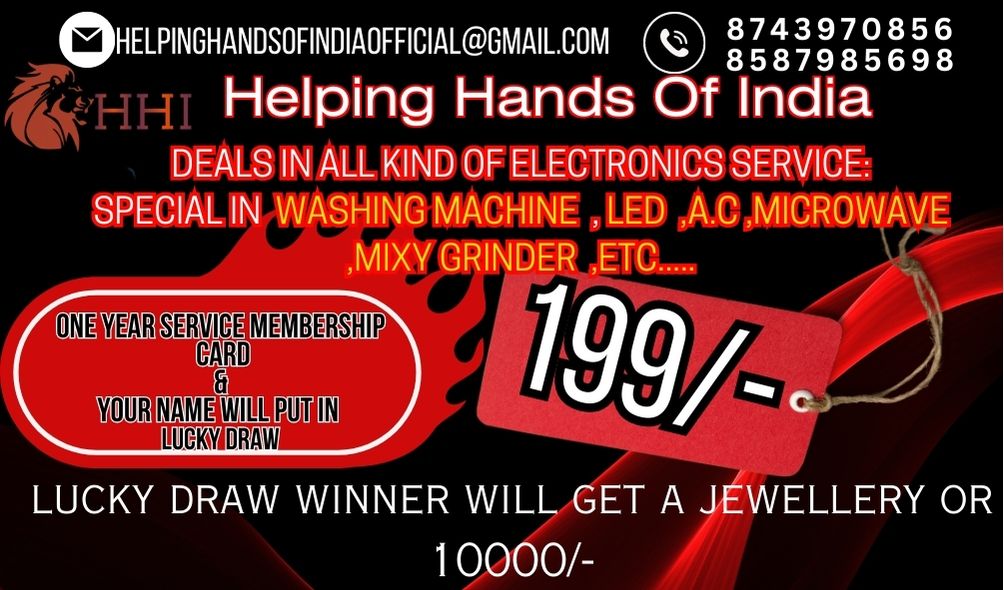 HELPINGHANDSOFINDIAOFFICIAL@GMAIL.COM
8743970856
8587985698
HHI
Helping Hands Of India
DEALS IN ALL KIND OF ELECTRONICS SERVICE:
SPECIAL IN WASHING MACHINE , LED ,A.C ,MICROWAVE
,MIXY GRINDER ,ETC.....
ONE YEAR SERVICE MEMBERSHIP
CARD
&
YOUR NAME WILL PUT IN
LUCKY DRAW
199/-
LUCKY DRAW WINNER WILL GET A JEWELLERY OR
10000/-